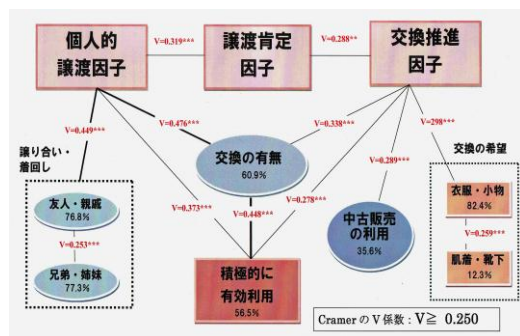 個人的
譲渡因子
V=0.319***
譲渡肯定
因子
V=0.288**
交換推進
因子
V=0.449***
V=0.476***
V=0.338***
V=298***
譲り合い・
着回し
交換の有無
60.9%
V=0.289***
交換の希望
友人・親戚
76.8%
衣服・小物
82.4%
V=0.373***
V=0.448***
V=0.278***
中古販売
の利用
35.6%
V=0.253***
V=0.259***
兄弟・姉妹
77.3%
積極的に
有効利用
56.5%
肌着・靴下
12.3%
CramerのV係数：V≧ 0.250